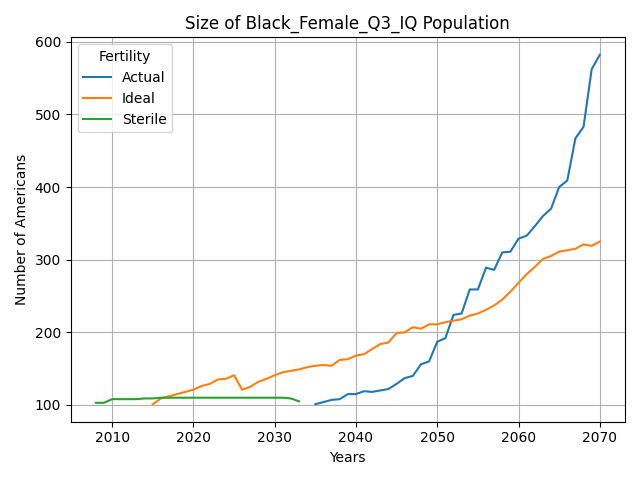 Size of Black_Female_Q3_IQ Population
Fertility
Actual
Ideal
Sterile
Number of Americans
600
500
400
300
200
100
2010 2020 2030 2040 2050 2060 2070
Years